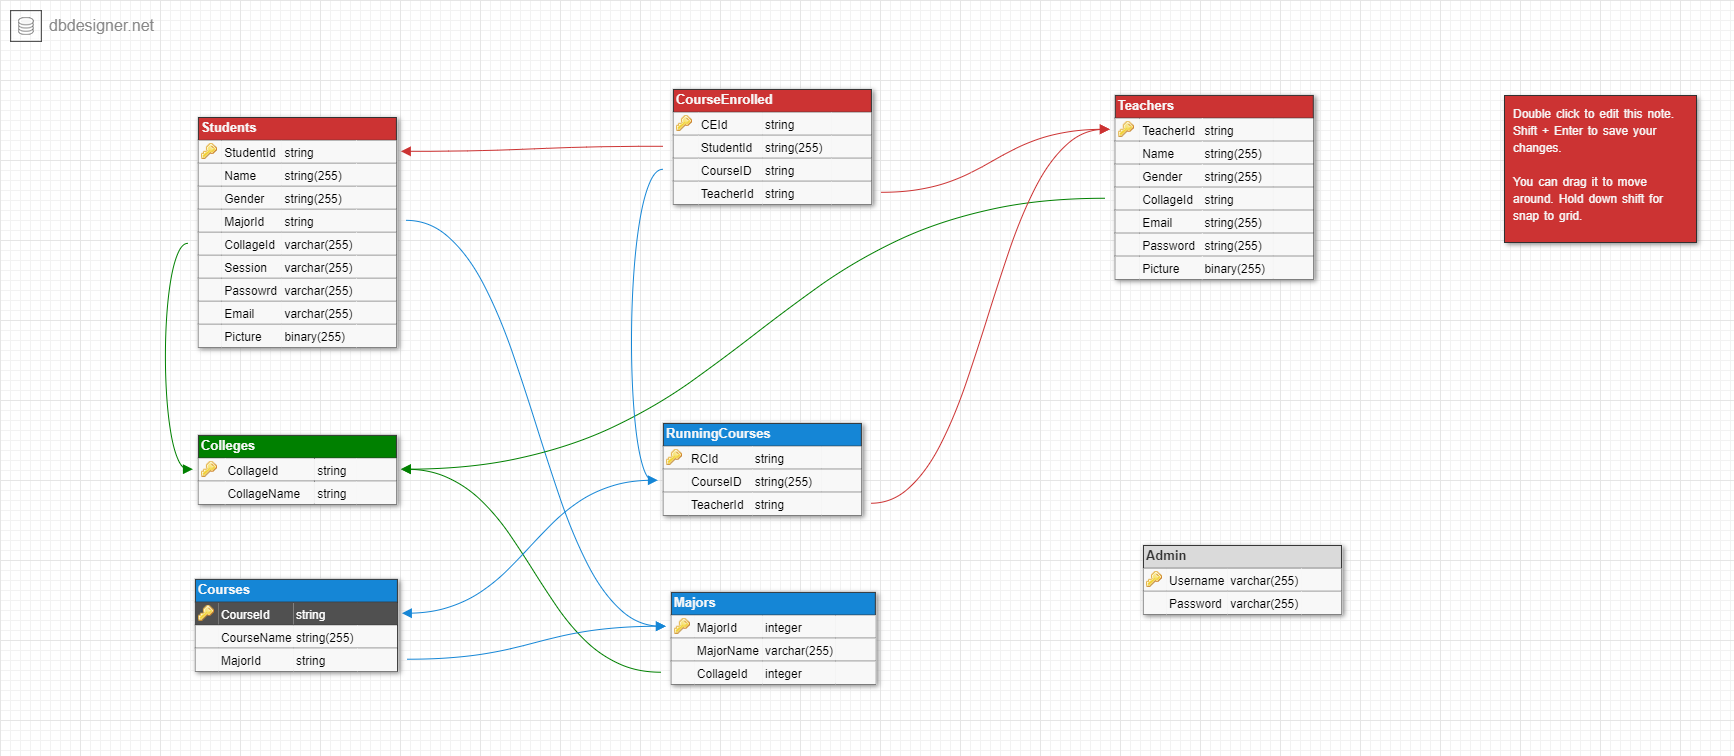 dbdesigner.net
Students
StudentId string
Name string(255)
Gender string(255)
MajorId string
CollageId varchar(255)
Session varchar(255)
Passowrd varchar(255)
Email varchar(255)
Picture binary(255)
CourseEnrolled
CEId string
StudentId string(255)
CourseID string
TeacherId string
Teachers
TeacherId string
Name string(255)
Gender string(255)
CollageId string
Email string(255)
Password string(255)
Picture binary(255)
Double click to edit this note.
Shift + Enter to save your
changes.
You can drag it to move
around. Hold down shift for
snap to grid.
Colleges
CollageId string
CollageName string
RunningCourses
RCId string
CourseID string(255)
TeacherId string
Courses
CourseId string
CourseName string(255)
MajorId string
Majors
MajorId integer
MajorName varchar(255)
CollageId integer
Admin
Username varchar(255)
Password varchar(255)